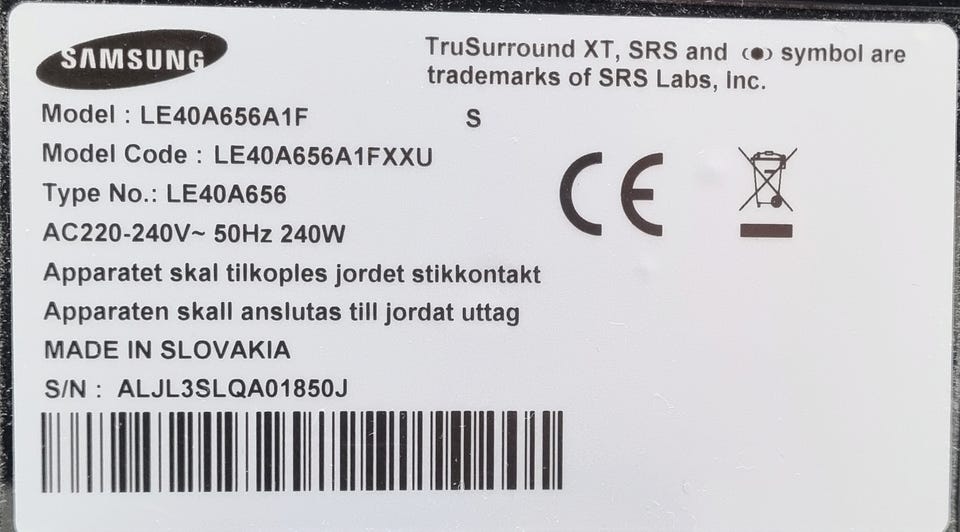 SAMSUNG
TruSurround XT, SRS and (●) symbol are
trademarks of SRS Labs, Inc.
Model : LE40A656A1F S
Model Code : LE40A656A1FXXU
Type No.: LE40A656
AC220-240V~ 50Hz 240W
CE
Apparatet skal tilkoples jordet stikkontakt
Apparaten skall anslutas till jordat uttag
MADE IN SLOVAKIA
S/N : ALJL3SLQA01850J